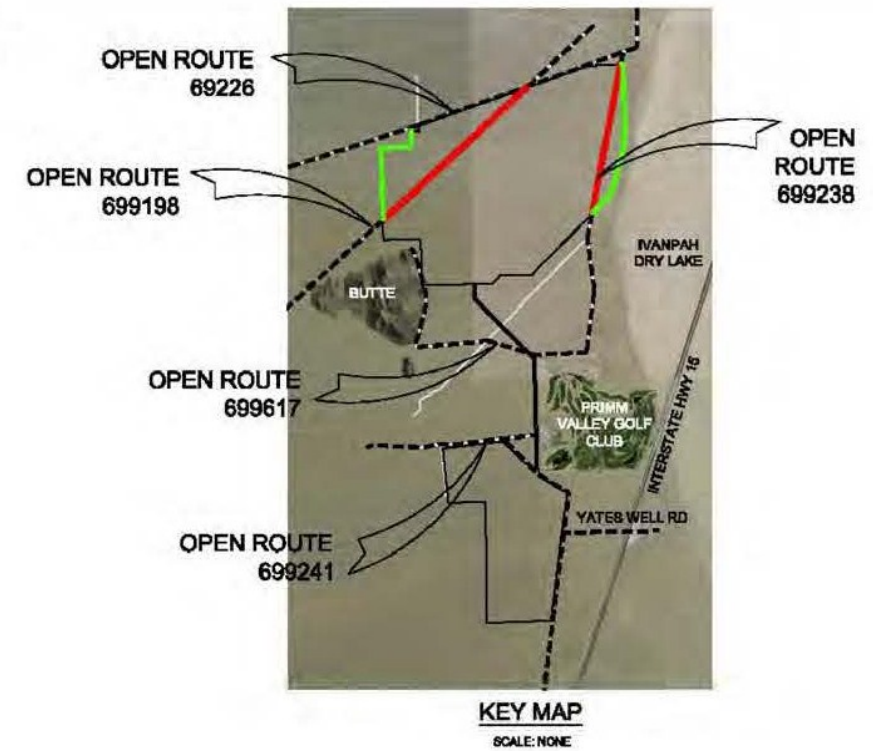 OPEN ROUTE
69226
OPEN ROUTE
699198
OPEN
ROUTE
699238
IVANPAH
DRY LAKE
BUTTE
OPEN ROUTE
699617
PRIMM
VALLEY GOLF
CLUB
INTERSTATE HWY 15
YATES WELL RD
OPEN ROUTE
699241
KEY MAP
SCALE: NONE